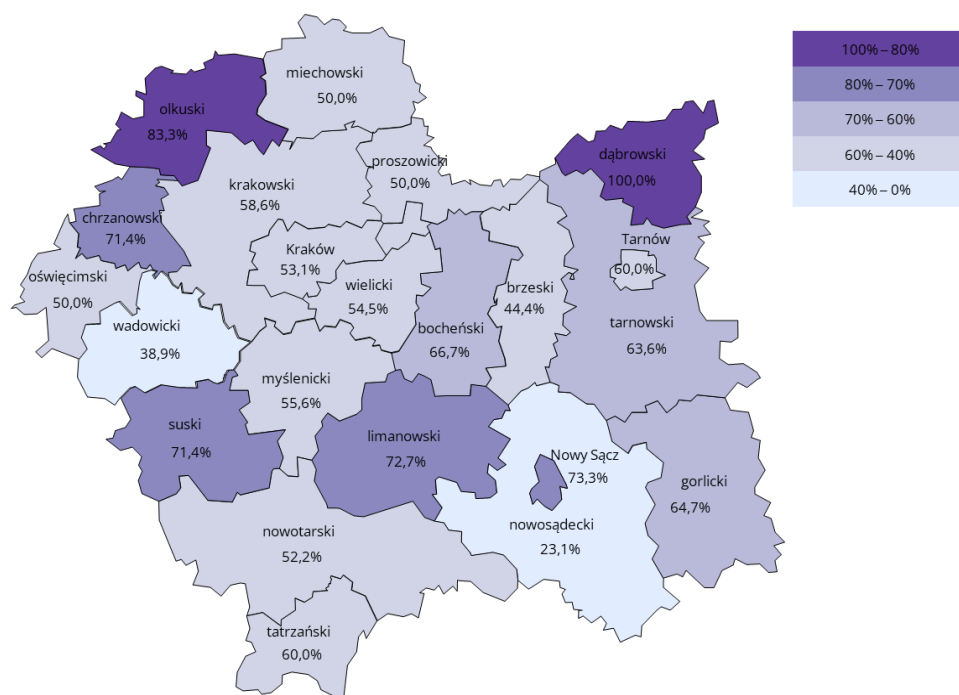 miechowski
50,0%
olkuski
83,3%
dąbrowski
100,0%
proszowicki
50,0%
krakowski
58,6%
chrzanowski
71,4%
Kraków
53,1%
Tarnów
60,0%
oświęcimski
50,0%
wielicki
54,5%
brzeski
44,4%
wadowicki
38,9%
bocheński
66,7%
tarnowski
63,6%
myślenicki
55,6%
suski
71,4%
limanowski
72,7%
Nowy Sącz
73,3%
gorlicki
64,7%
nowosądecki
23,1%
nowotarski
52,2%
tatrzański
60,0%
100% – 80%
80% – 70%
70% – 60%
60% – 40%
40% – 0%